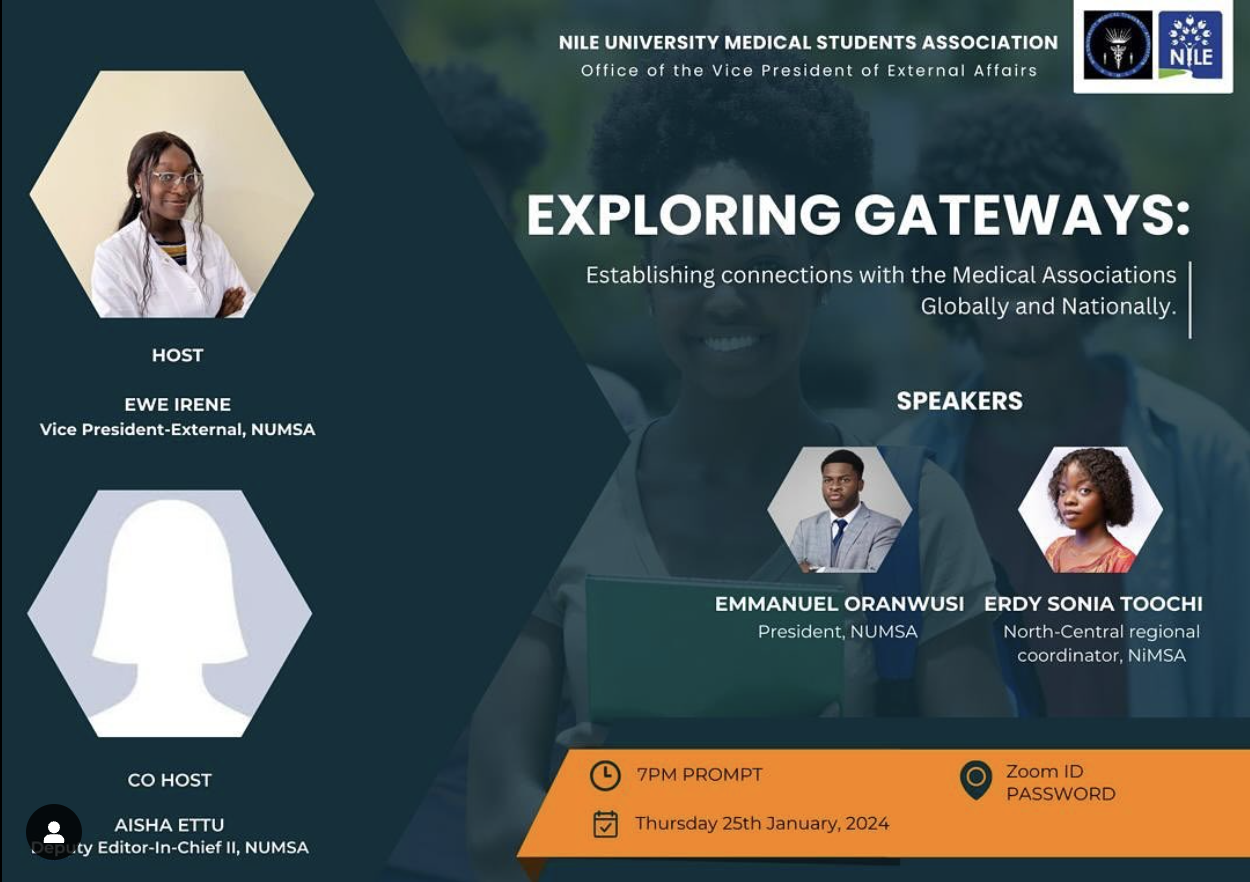 NILE UNIVERSITY MEDICAL STUDENTS ASSOCIATION
Office of the Vice President of External Affairs
NILE
EXPLORING GATEWAYS:
Establishing connections with the Medical Associations
Globally and Nationally.
HOST
EWE IRENE
Vice President-External, NUMSA
CO HOST
AISHA ETTU
Deputy Editor-In-Chief II, NUMSA
SPEAKERS
EMMANUEL ORANWUSI
President, NUMSA
ERDY SONIA TOOCHI
North-Central regional
coordinator, NiMSA
7PM PROMPT
Thursday 25th January, 2024
Zoom ID
PASSWORD